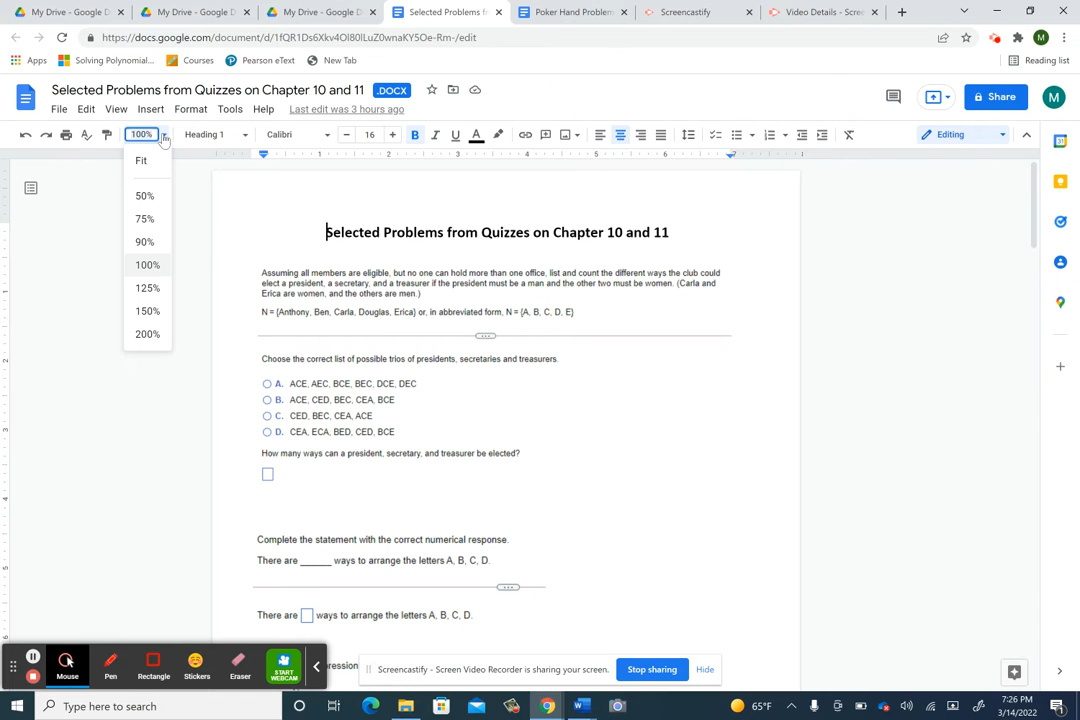 My Drive - Google D
My Drive - Google D
My Drive - Google D
Selected Problems f
Poker Hand Problem
Screencastify
Video Details - Scree
https://docs.google.com/document/d/1fQR1Ds6Xkv4Ol80lLuZ0wnaKY5Oe-Rm-/edit
M
Apps
Solving Polynomial...
Courses
Pearson eText
New Tab
Reading list
Selected Problems from Quizzes on Chapter 10 and 11
.DOCX
Share
M
File Edit View Insert Format Tools Help Last edit was 3 hours ago
100%
Heading 1
Calibri
16
B I U A
Editing
1 2 3 4 5 6 7
Fit
50%
75%
90%
100%
125%
150%
200%
Selected Problems from Quizzes on Chapter 10 and 11
Assuming all members are eligible, but no one can hold more than one office, list and count the different ways the club could
elect a president, a secretary, and a treasurer if the president must be a man and the other two must be women. (Carla and
Erica are women, and the others are men.)
N = {Anthony, Ben, Carla, Douglas, Erica} or, in abbreviated form, N = {A, B, C, D, E}
Choose the correct list of possible trios of presidents, secretaries and treasurers.
A. ACE, AEC, BCE, BEC, DCE, DEC
B. ACE, CED, BEC, CEA, BCE
C. CED, BEC, CEA, ACE
D. CEA, ECA, BED, CED, BCE
How many ways can a president, secretary, and treasurer be elected?
Complete the statement with the correct numerical response.
There are ______ ways to arrange the letters A, B, C, D.
There are ways to arrange the letters A, B, C, D.
pression
Mouse
Pen
Rectangle
Stickers
Eraser
START
WEBCAM
Screencastify - Screen Video Recorder is sharing your screen.
Stop sharing
Hide
Type here to search
65°F
7:26 PM
3/14/2022
1